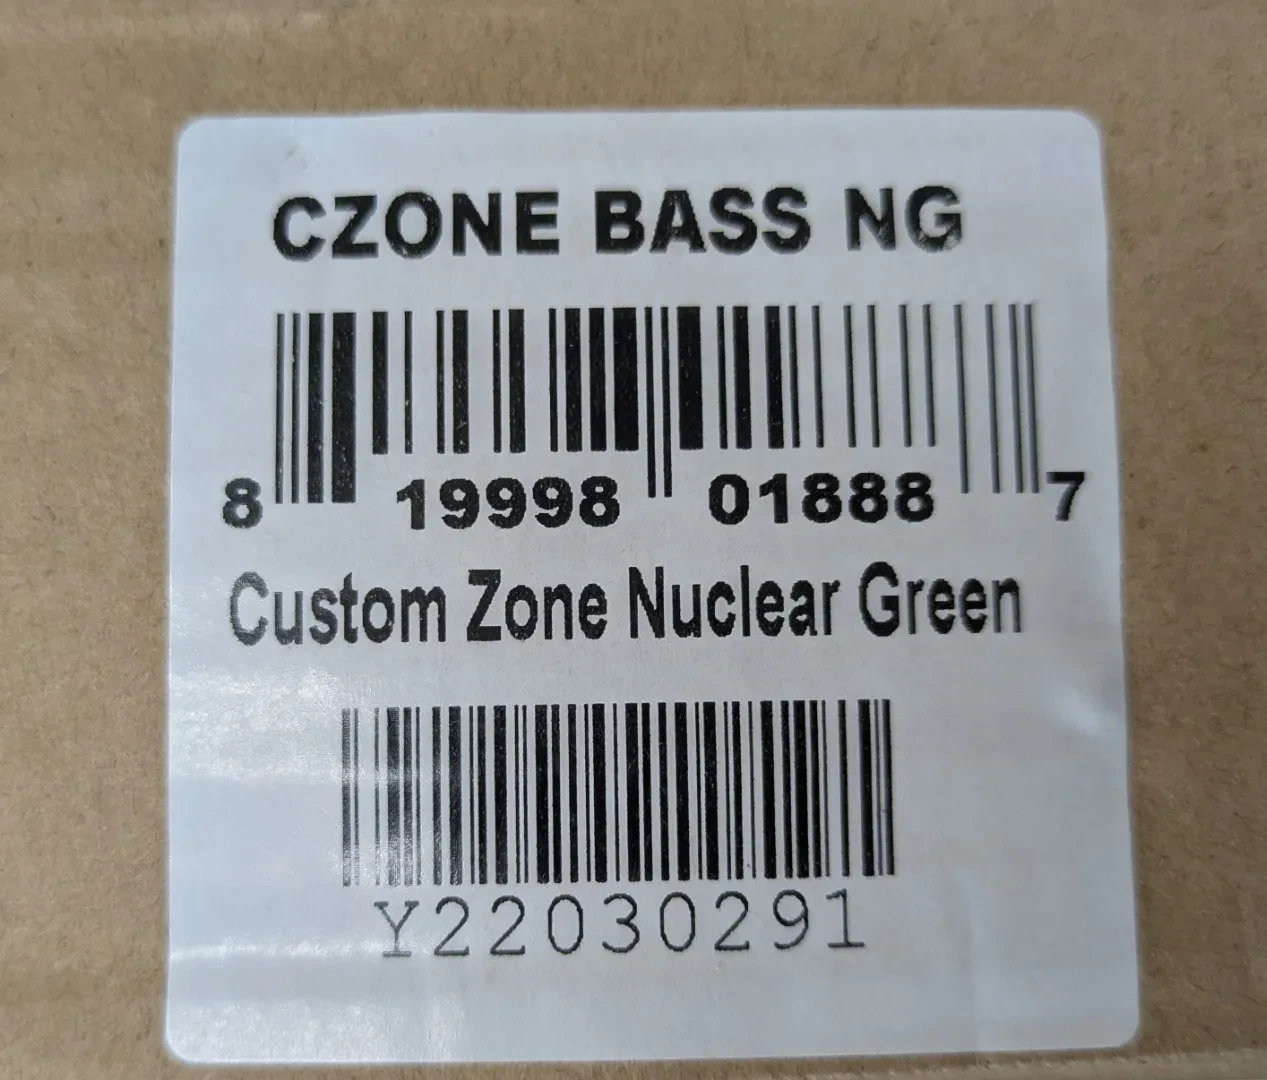 CZONE BASS NG
8 19998 01888 7
Custom Zone Nuclear Green
Y22030291